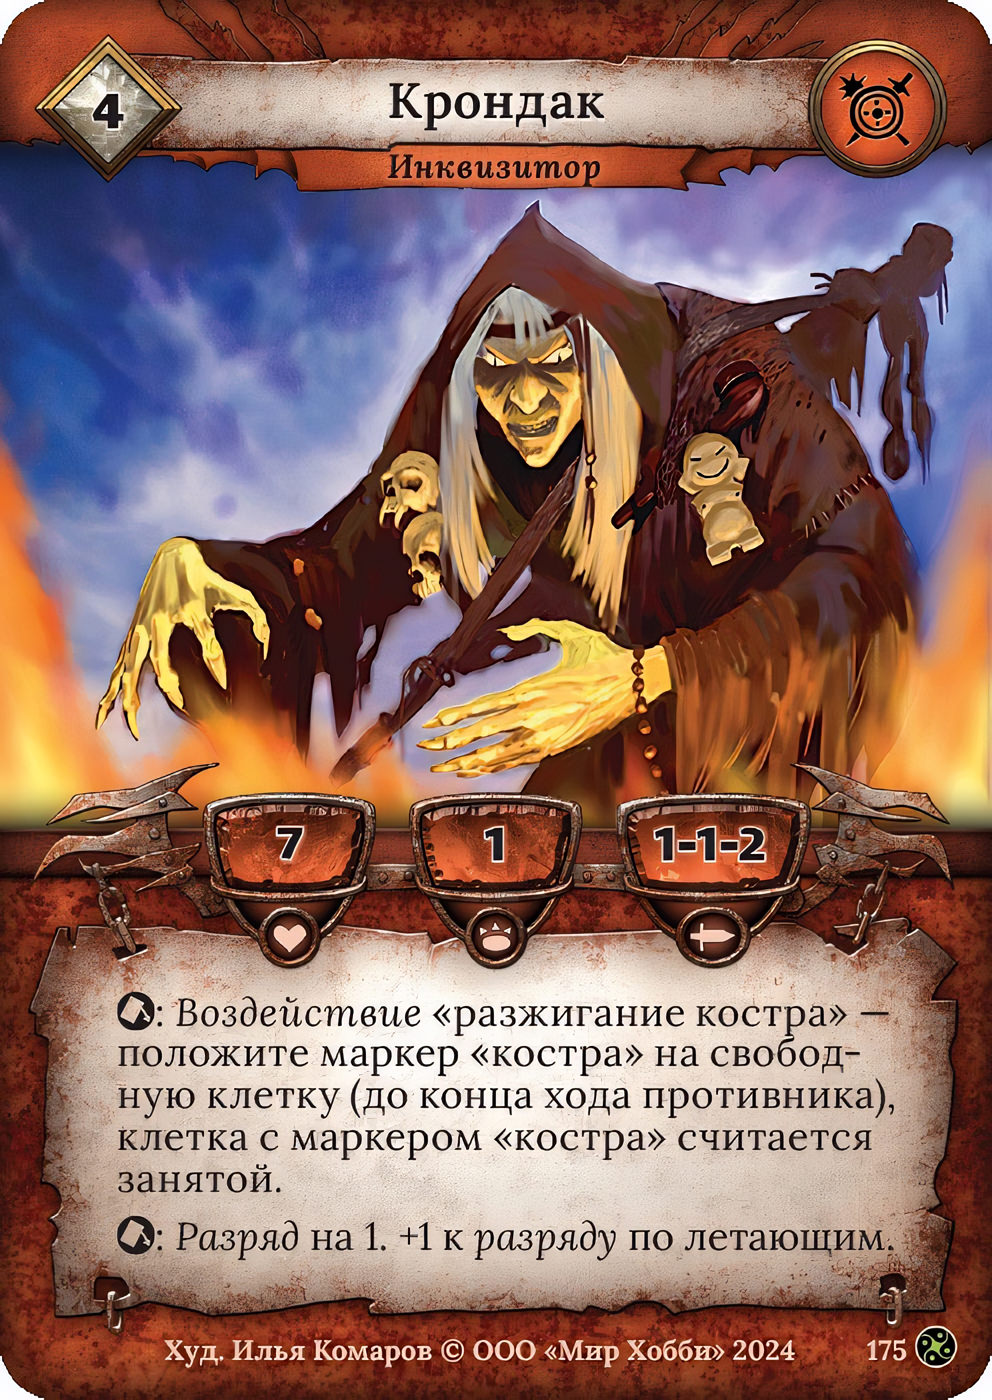 4
Крондак
Инквизитор
7
1
1-1-2
: Воздействие «разжигание костра» —
положите маркер «костра» на свобод-
ную клетку (до конца хода противника),
клетка с маркером «костра» считается
занятой.
: Разряд на 1. +1 к разряду по летающим.
Худ. Илья Комаров © ООО «Мир Хобби» 2024
175